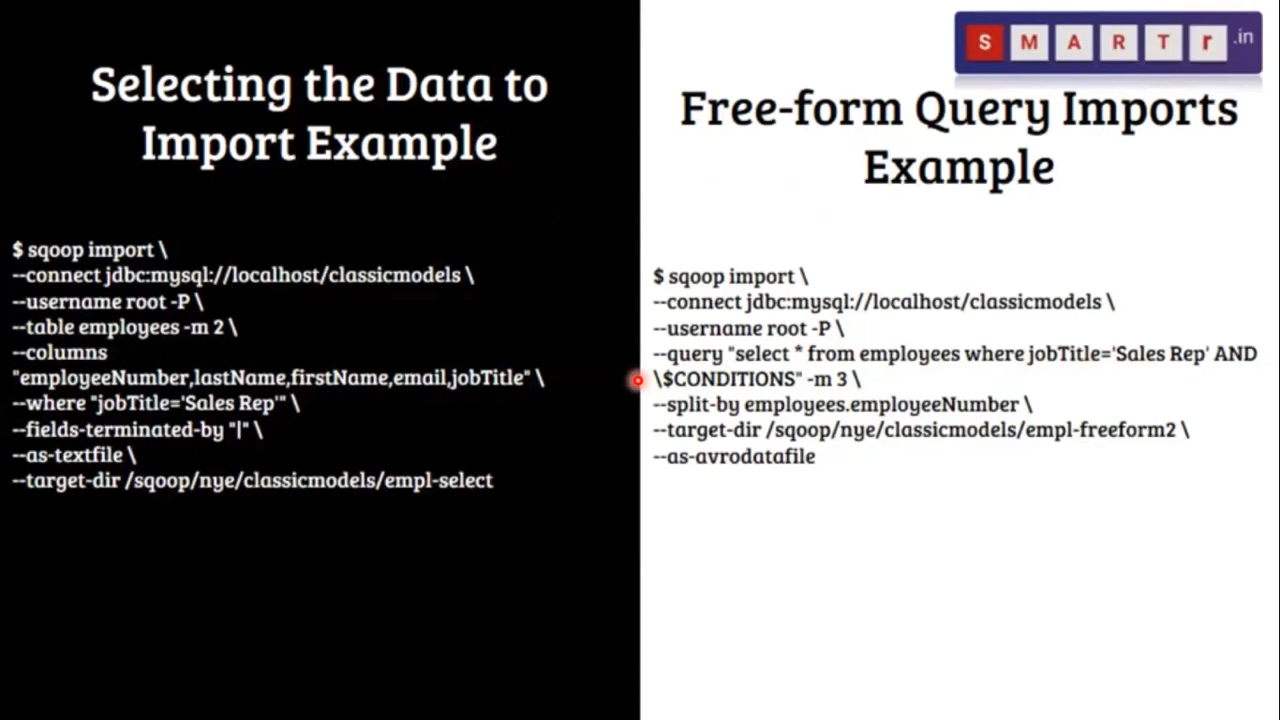 SMARTr.in
Selecting the Data to
Import Example
$ sqoop import \
--connect jdbc:mysql://localhost/classicmodels \
--username root -P \
--table employees -m 2 \
--columns
"employeeNumber,lastName,firstName,email,jobTitle" \
--where "jobTitle='Sales Rep'" \
--fields-terminated-by "|" \
--as-textfile \
--target-dir /sqoop/nye/classicmodels/empl-select
Free-form Query Imports
Example
$ sqoop import \
--connect jdbc:mysql://localhost/classicmodels \
--username root -P \
--query "select * from employees where jobTitle='Sales Rep' AND
\$CONDITIONS" -m 3 \
--split-by employees.employeeNumber \
--target-dir /sqoop/nye/classicmodels/empl-freeform2 \
--as-avrodatafile